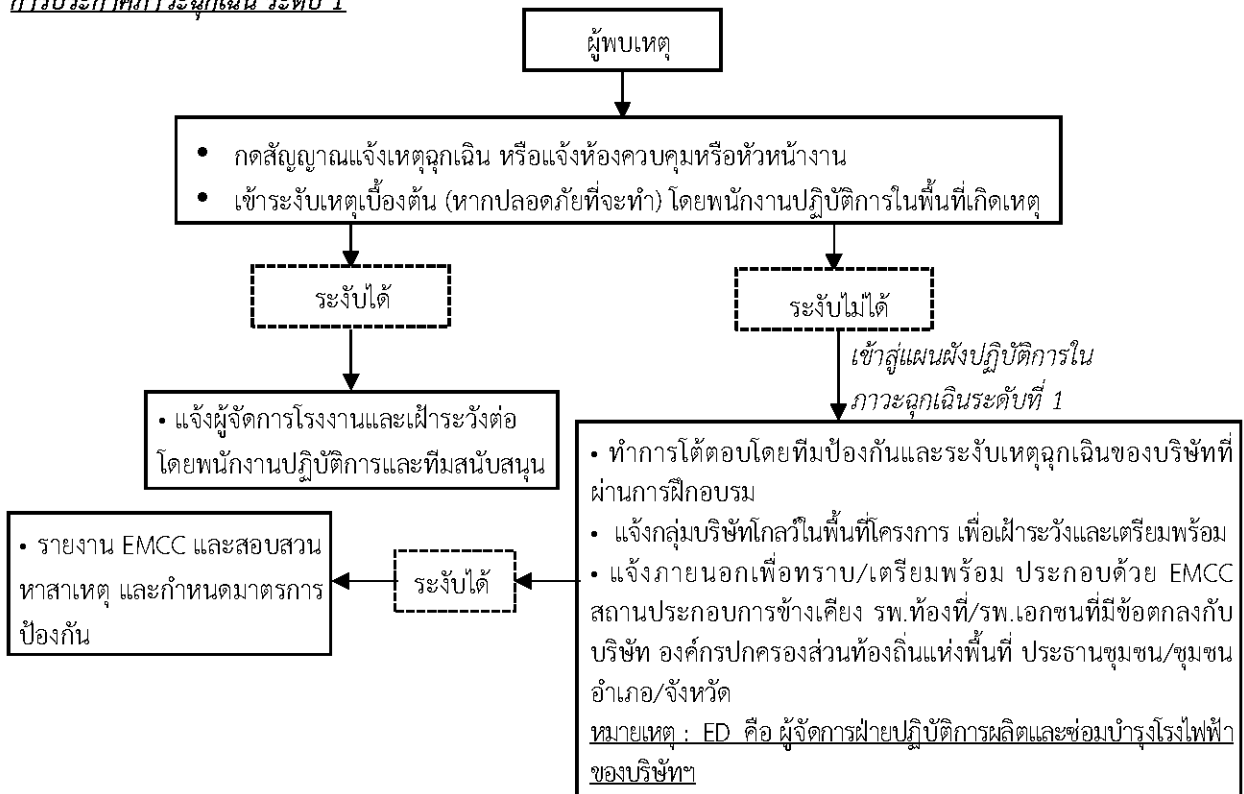 การประกาศภาวะฉุกเฉิน ระดับ 1
ผู้พบเหตุ
• กดสัญญาณแจ้งเหตุฉุกเฉิน หรือแจ้งห้องควบคุมหรือหัวหน้างาน
• เข้าระงับเหตุเบื้องต้น (หากปลอดภัยที่จะทำ) โดยพนักงานปฏิบัติการในพื้นที่เกิดเหตุ
ระงับได้
ระงับไม่ได้
เข้าสู่แผนผังปฏิบัติการใน
ภาวะฉุกเฉินระดับที่ 1
• แจ้งผู้จัดการโรงงานและเฝ้าระวังต่อ
โดยพนักงานปฏิบัติการและทีมสนับสนุน
• ทำการโต้ตอบโดยทีมป้องกันและระงับเหตุฉุกเฉินของบริษัทที่
ผ่านการฝึกอบรม
• แจ้งกลุ่มบริษัทโกลว์ในพื้นที่โครงการ เพื่อเฝ้าระวังและเตรียมพร้อม
• แจ้งภายนอกเพื่อทราบ/เตรียมพร้อม ประกอบด้วย EMCC
สถานประกอบการข้างเคียง รพ.ท้องที่/รพ.เอกชนที่มีข้อตกลงกับ
บริษัท องค์กรปกครองส่วนท้องถิ่นแห่งพื้นที่ ประธานชุมชน/ชุมชน
อำเภอ/จังหวัด
หมายเหตุ : ED คือ ผู้จัดการฝ่ายปฏิบัติการผลิตและซ่อมบำรุงโรงไฟฟ้า
ของบริษัทฯ
ระงับได้
• รายงาน EMCC และสอบสวน
หาสาเหตุ และกำหนดมาตรการ
ป้องกัน